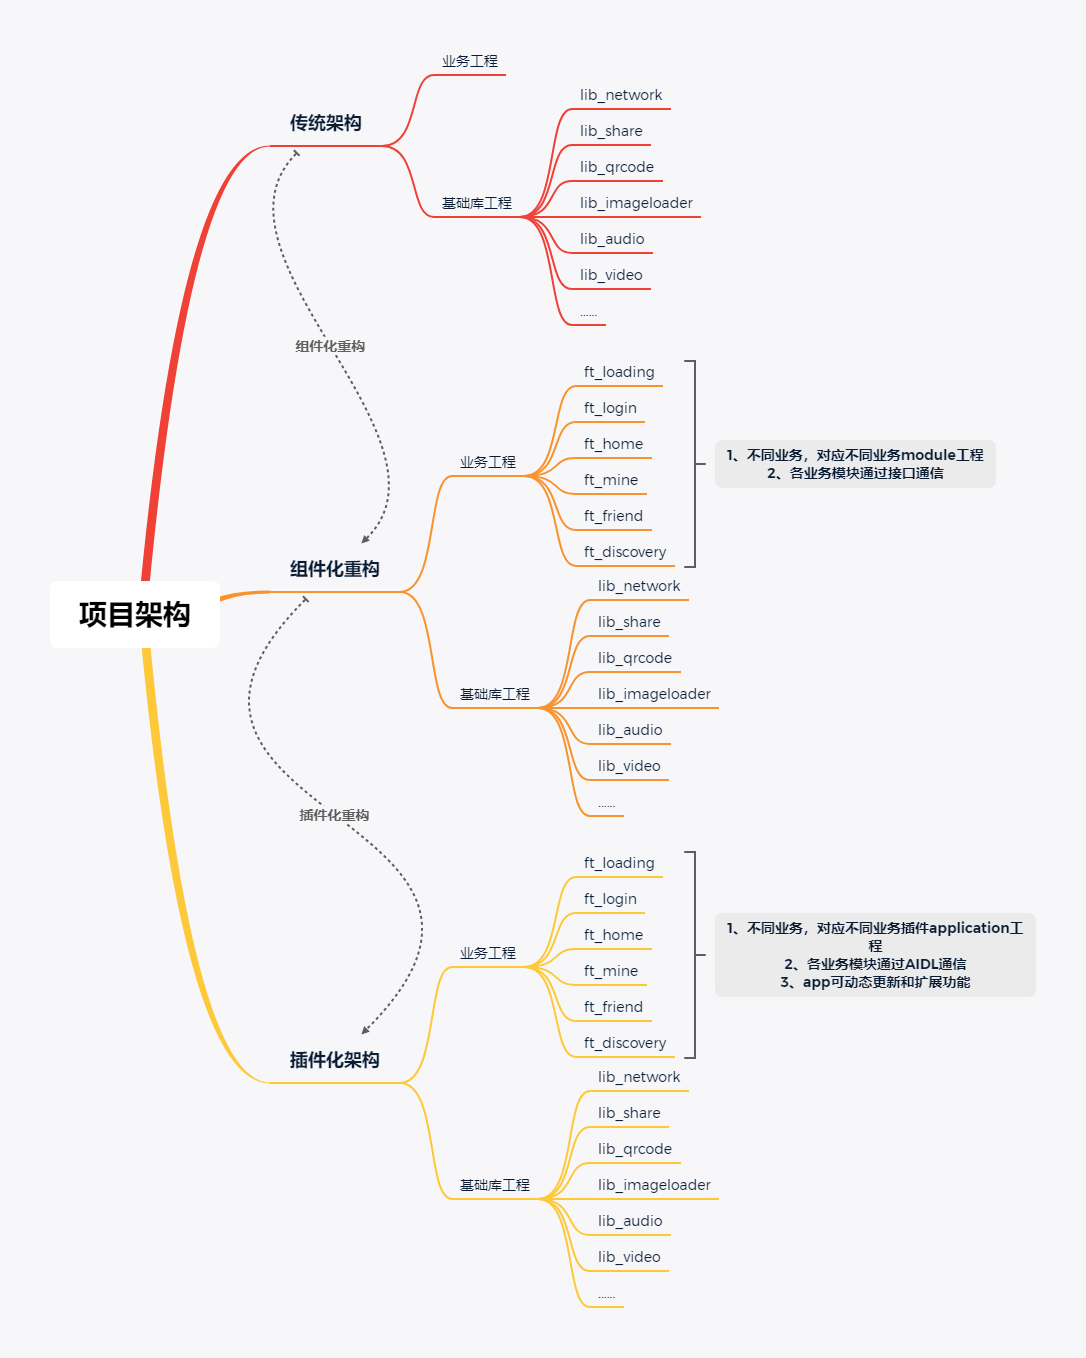 项目架构
传统架构
业务工程
基础库工程
lib_network
lib_share
lib_qrcode
lib_imageloader
lib_audio
lib_video
......
组件化重构
组件化重构
业务工程
ft_loading
ft_login
ft_home
ft_mine
ft_friend
ft_discovery
1、不同业务，对应不同业务module工程
2、各业务模块通过接口通信
基础库工程
lib_network
lib_share
lib_qrcode
lib_imageloader
lib_audio
lib_video
......
插件化重构
插件化架构
业务工程
ft_loading
ft_login
ft_home
ft_mine
ft_friend
ft_discovery
1、不同业务，对应不同业务插件application工
程
2、各业务模块通过AIDL通信
3、app可动态更新和扩展功能
基础库工程
lib_network
lib_share
lib_qrcode
lib_imageloader
lib_audio
lib_video
......